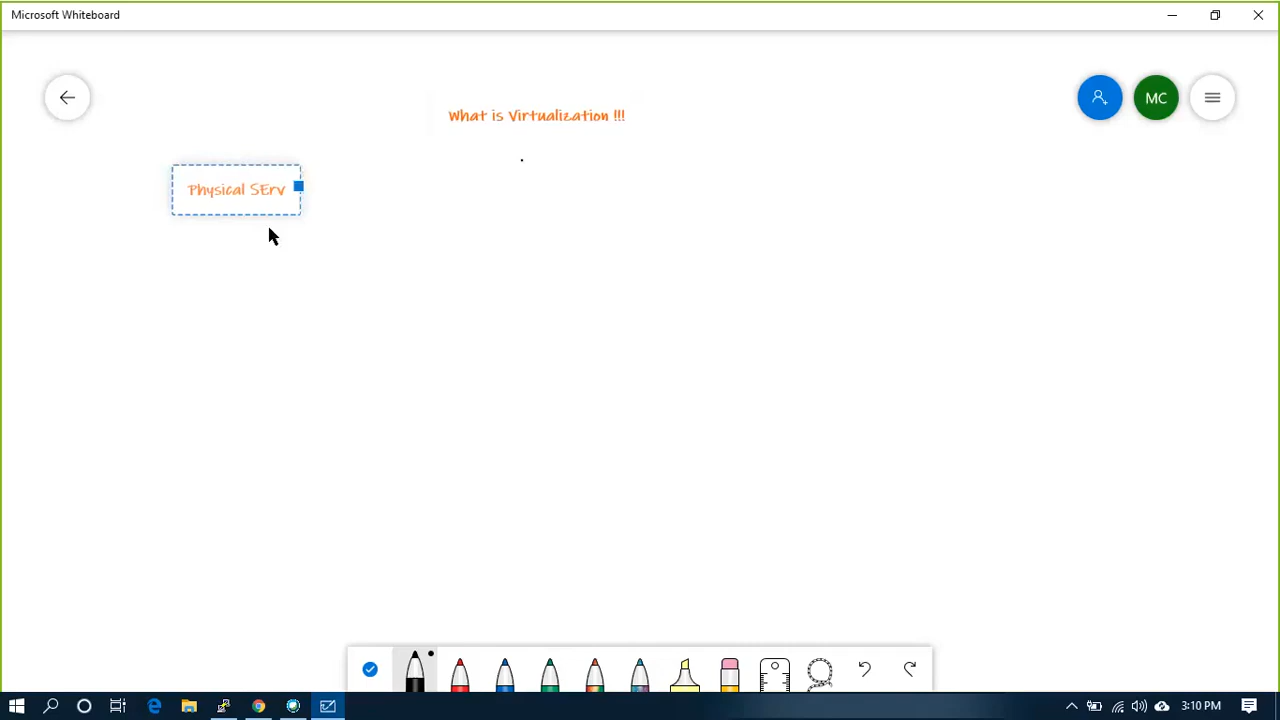 Microsoft Whiteboard
MC
What is Virtualization !!!
Physical SErv
3:10 PM